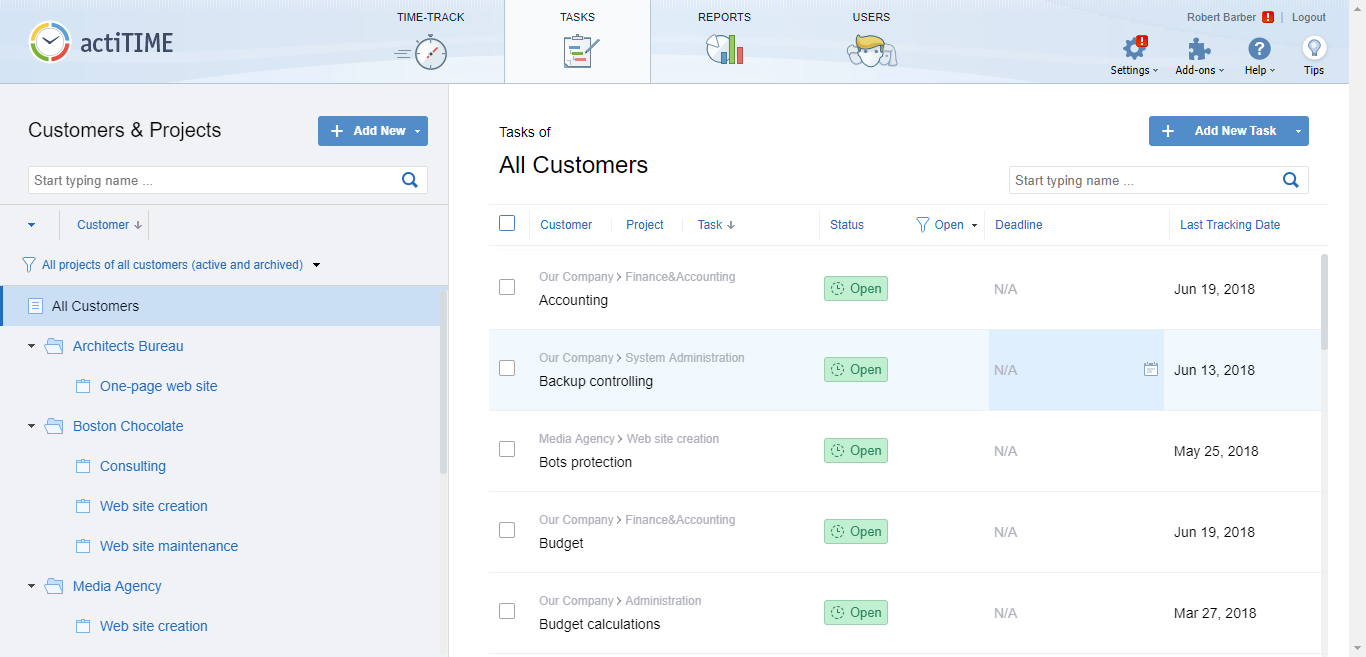 actiTIME
TIME-TRACK
TASKS
REPORTS
USERS
Robert Barber ! | Logout
!
Settings
Add-ons
?
Help
Tips
Customers & Projects
+ Add New
Start typing name ...
Customer ↓
All projects of all customers (active and archived)
All Customers
Architects Bureau
One-page web site
Boston Chocolate
Consulting
Web site creation
Web site maintenance
Media Agency
Web site creation
Tasks of
All Customers
+ Add New Task
Start typing name ...
Customer Project Task ↓ Status Open Deadline Last Tracking Date
Our Company > Finance&Accounting
Accounting Open N/A Jun 19, 2018
Our Company > System Administration
Backup controlling Open N/A Jun 13, 2018
Media Agency > Web site creation
Bots protection Open N/A May 25, 2018
Our Company > Finance&Accounting
Budget Open N/A Jun 19, 2018
Our Company > Administration
Budget calculations Open N/A Mar 27, 2018